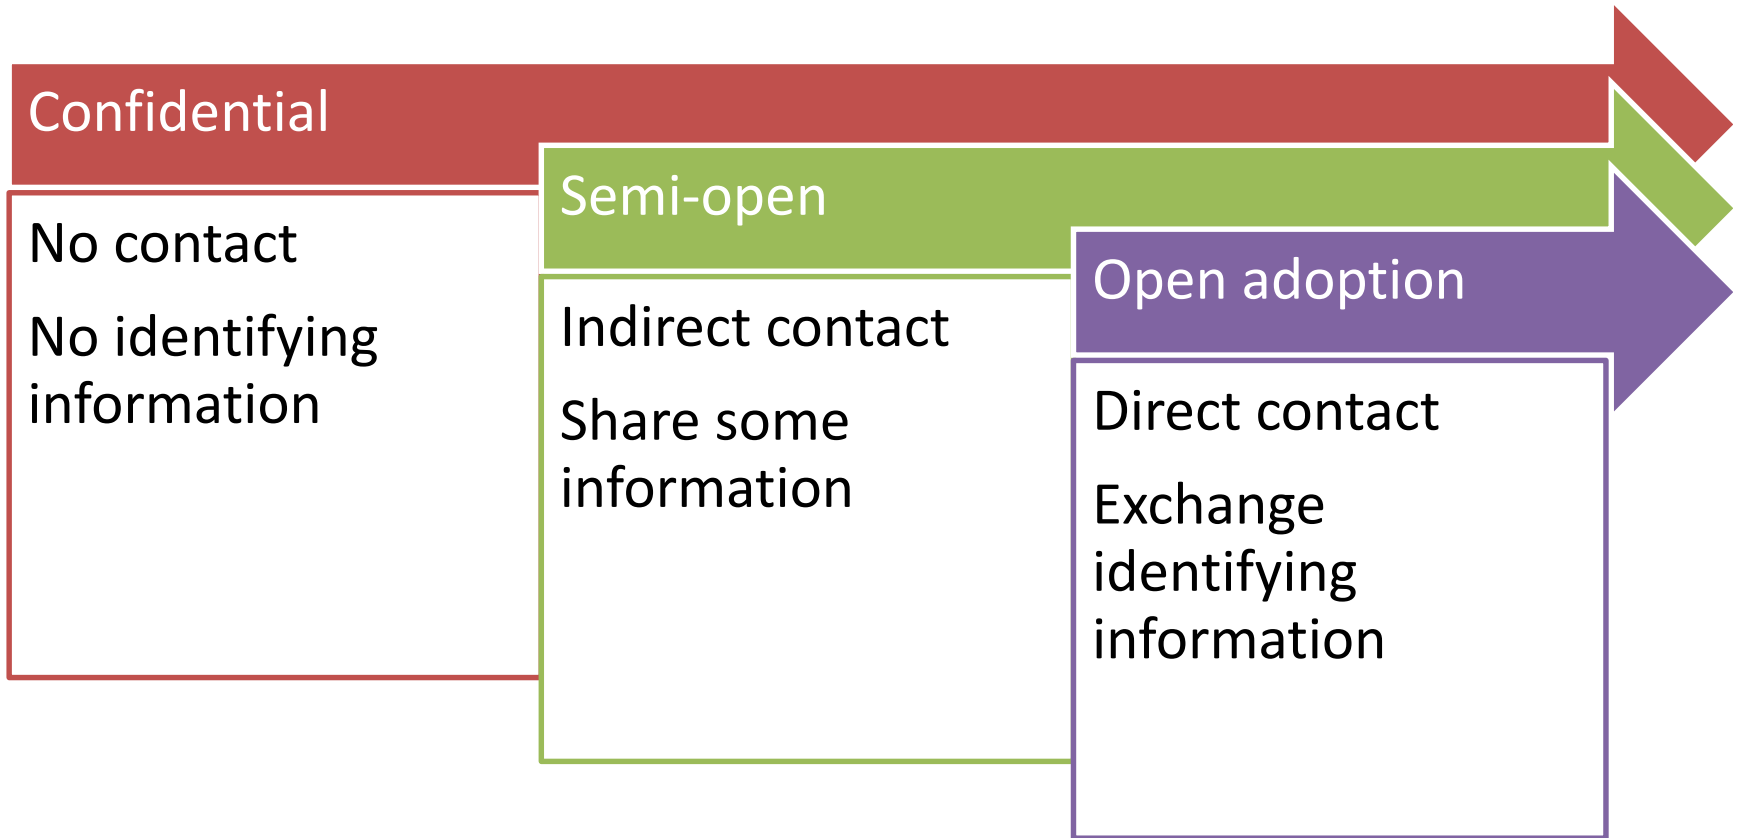 Confidential
No contact
No identifying
information
Semi-open
Indirect contact
Share some
information
Open adoption
Direct contact
Exchange
identifying
information